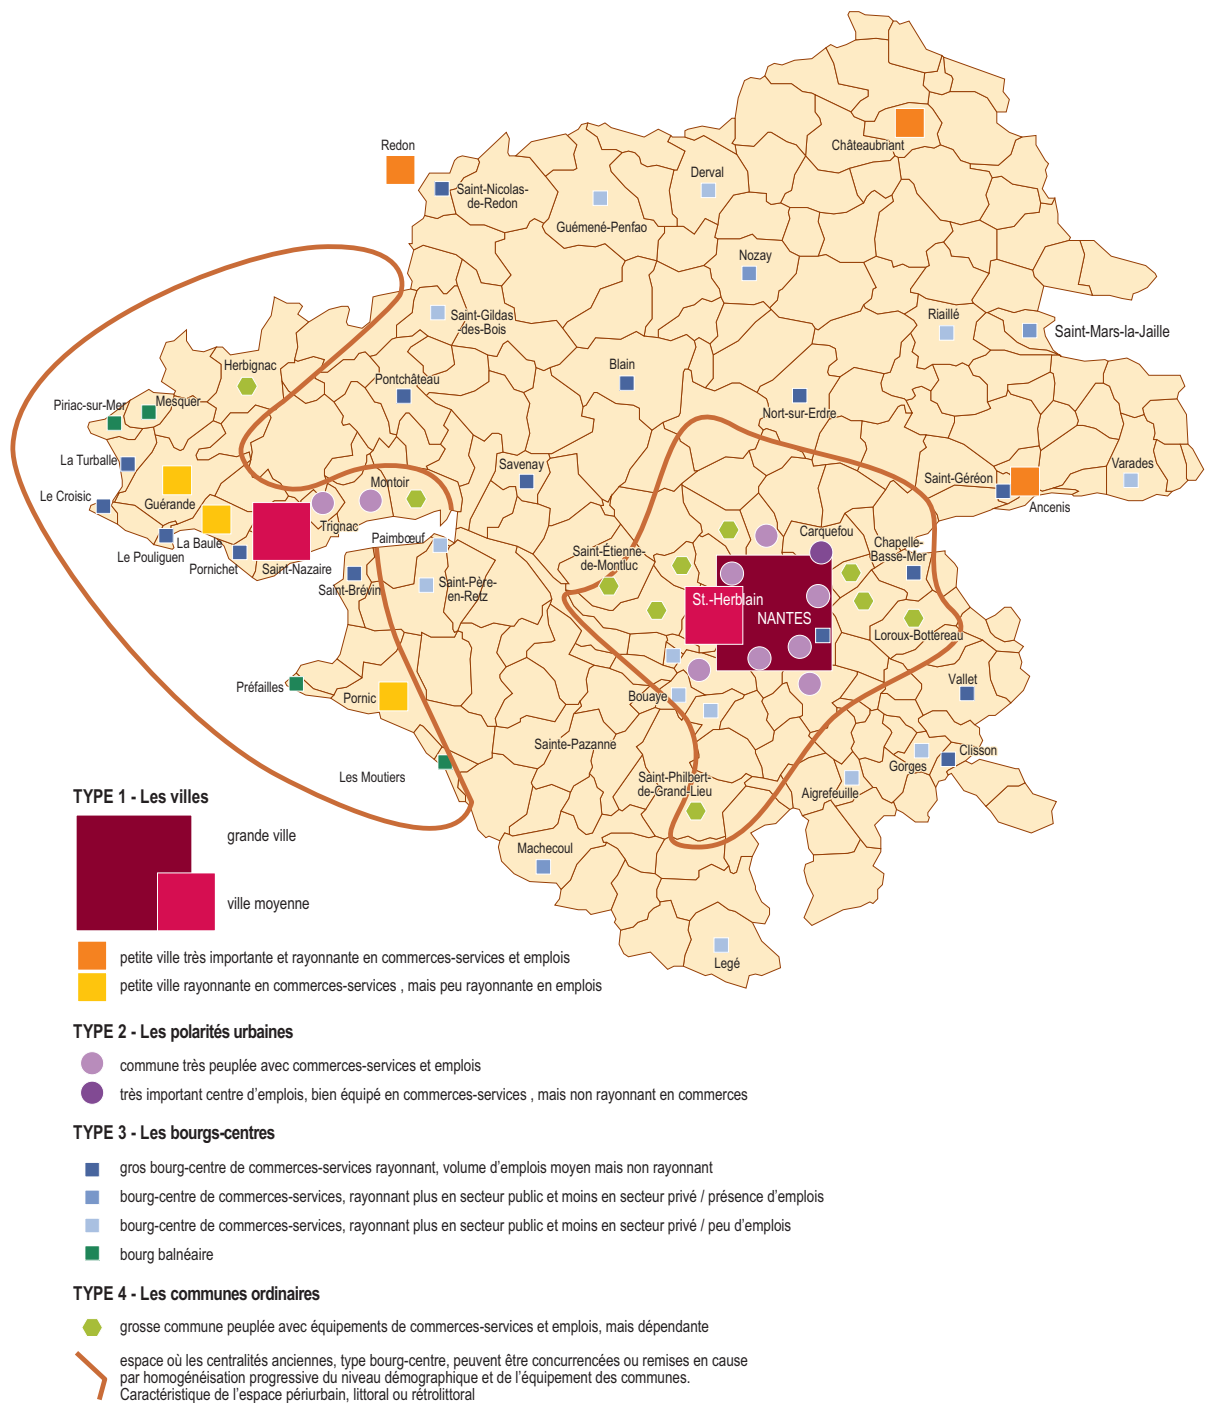 Redon
Châteaubriant
Derval
Saint-Nicolas-
de-Redon
Guémené-Penfao
Nozay
Saint-Gildas
-des-Bois
Riaillé
Saint-Mars-la-Jaille
Herbignac
Blain
Pontchâteau
Piriac-sur-Mer
Mesquer
Nort-sur-Erdre
La Turballe
Savenay
Varades
Saint-Géréon
Montoir
Le Croisic
Guérande
Ancenis
Trignac
Carquefou
Paimbœuf
La Baule
Chapelle-
Basse-Mer
Le Pouliguen
Saint-Étienne-
de-Montluc
Pornichet
Saint-Nazaire
Saint-Brévin
Saint-Père-
en-Retz
St.-Herblain
NANTES
Loroux-Bottereau
Vallet
Préfailles
Pornic
Bouaye
Sainte-Pazanne
Clisson
Gorges
Les Moutiers
Saint-Philbert-
de-Grand-Lieu
Aigrefeuille
Machecoul
Legé
TYPE 1 - Les villes
grande ville
ville moyenne
petite ville très importante et rayonnante en commerces-services et emplois
petite ville rayonnante en commerces-services , mais peu rayonnante en emplois
TYPE 2 - Les polarités urbaines
commune très peuplée avec commerces-services et emplois
très important centre d'emplois, bien équipé en commerces-services , mais non rayonnant en commerces
TYPE 3 - Les bourgs-centres
gros bourg-centre de commerces-services rayonnant, volume d'emplois moyen mais non rayonnant
bourg-centre de commerces-services, rayonnant plus en secteur public et moins en secteur privé / présence d'emplois
bourg-centre de commerces-services, rayonnant plus en secteur public et moins en secteur privé / peu d'emplois
bourg balnéaire
TYPE 4 - Les communes ordinaires
grosse commune peuplée avec équipements de commerces-services et emplois, mais dépendante
espace où les centralités anciennes, type bourg-centre, peuvent être concurrencées ou remises en cause
par homogénéisation progressive du niveau démographique et de l'équipement des communes.
Caractéristique de l'espace périurbain, littoral ou rétrolittoral